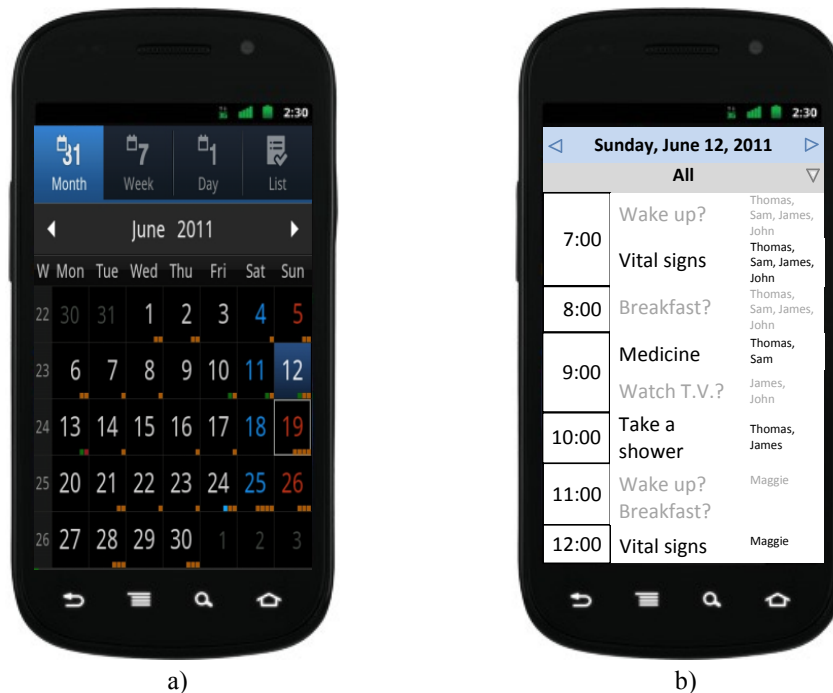 2:30
31 7 1
Month Week Day List
June 2011
W Mon Tue Wed Thu Fri Sat Sun
22 30 31 1 2 3 4 5
23 6 7 8 9 10 11 12
24 13 14 15 16 17 18 19
25 20 21 22 23 24 25 26
26 27 28 29 30 1 2 3
a)
2:30
Sunday, June 12, 2011
All
7:00
Wake up?
Thomas,
Sam, James,
John
Vital signs
Thomas,
Sam, James,
John
8:00
Breakfast?
Thomas,
Sam, James,
John
9:00
Medicine
Thomas,
Sam
Watch T.V.?
James,
John
10:00
Take a
shower
Thomas,
James
11:00
Wake up?
Breakfast?
Maggie
12:00
Vital signs
Maggie
b)